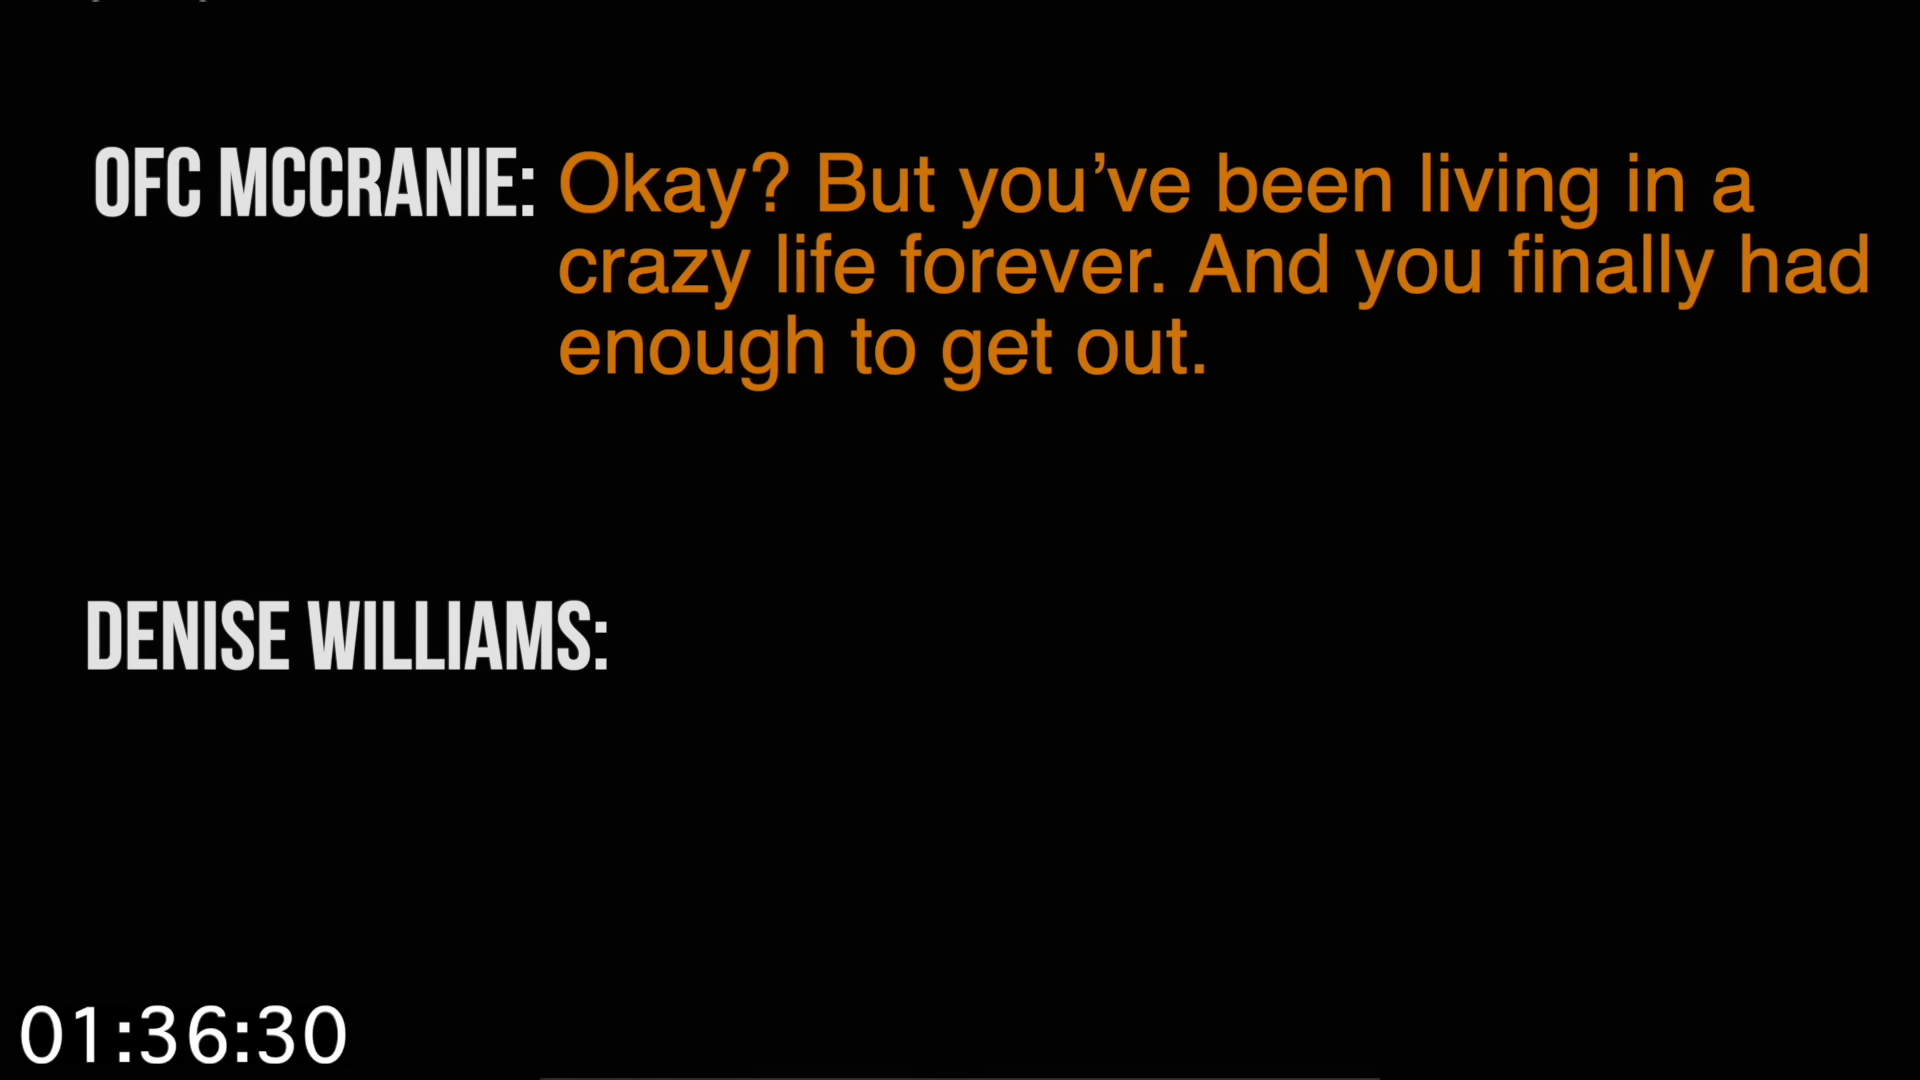 OFC MCCRANIE: Okay? But you’ve been living in a
crazy life forever. And you finally had
enough to get out.
DENISE WILLIAMS:
01:36:30